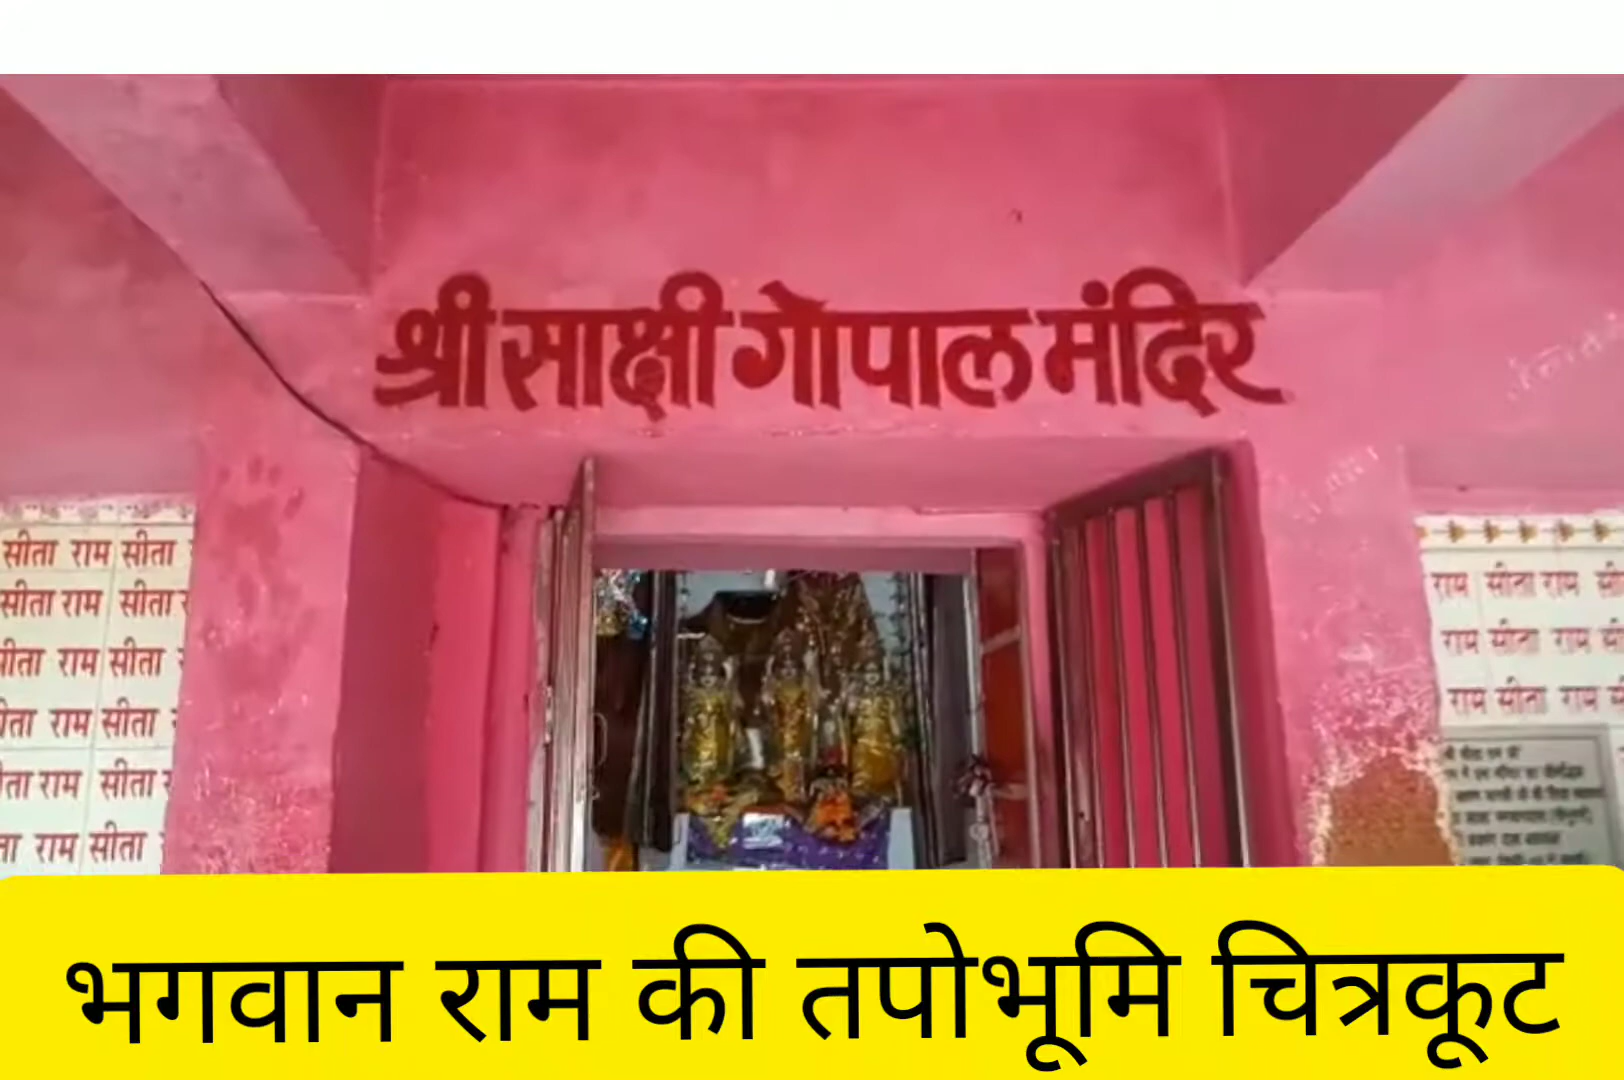 श्री साक्षी गोपाल मंदिर
सीता राम सीता
सीता राम सीता
सीता राम सीता
सीता राम सीता
सीता राम सीता
राम सीता
राम सीता राम
राम सीता राम
राम सीता राम
भगवान राम की तपोभूमि चित्रकूट